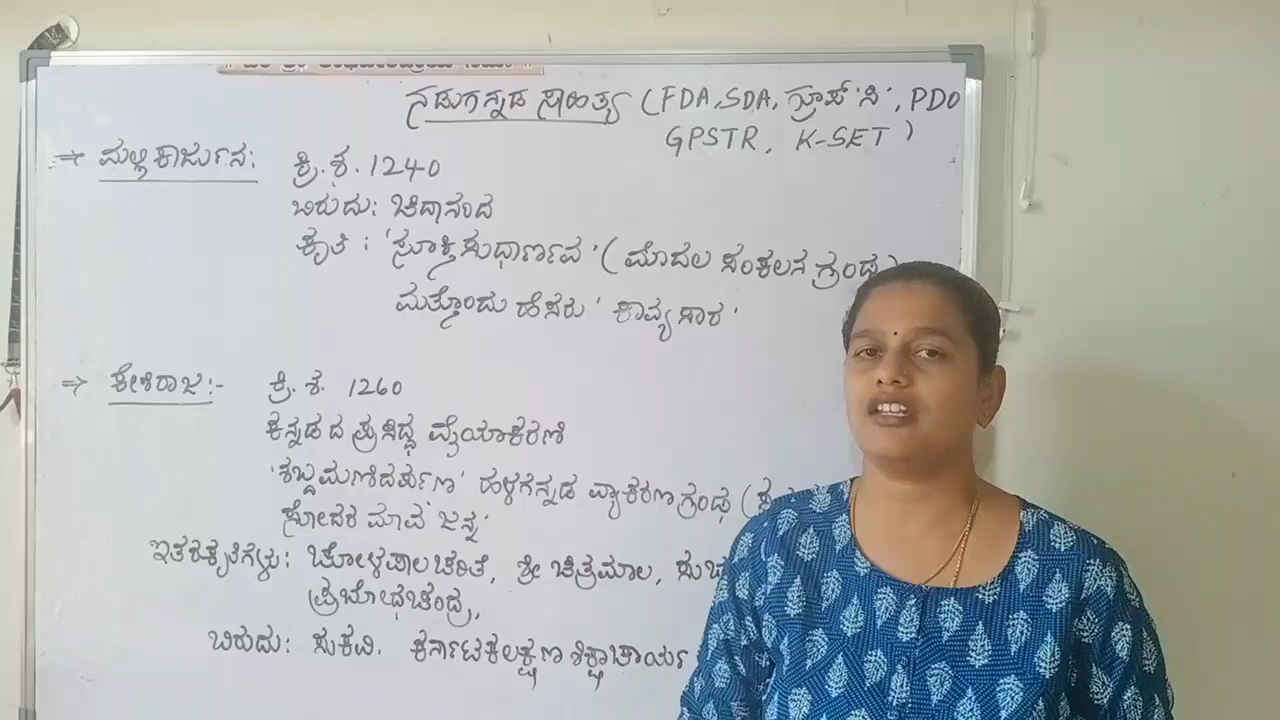 ನಡುಗನ್ನಡ ಸಾಹಿತ್ಯ (FDA, SDA, ಗ್ರೂಪ್ 'ಸಿ', PDO
GPSTR, K-SET)
⇒ ಮಲ್ಲಿಕಾರ್ಜುನ: ಕ್ರಿ.ಶ. 1240
ಬಿರುದು: ಚಿದಾನಂದ
ಕೃತಿ : 'ಸೂಕ್ತಿಸುಧಾರ್ಣವ' (ಮೊದಲ ಸಂಕಲನ ಗ್ರಂಥ)
ಮತ್ತೊಂದು ಹೆಸರು 'ಕಾವ್ಯಸಾರ'
⇒ ಕೇಶಿರಾಜ:- ಕ್ರಿ.ಶ. 1260
ಕನ್ನಡದ ಪ್ರಸಿದ್ಧ ವೈಯಾಕರಣಿ
'ಶಬ್ದಮಣಿದರ್ಪಣ' ಹಳಗನ್ನಡ ವ್ಯಾಕರಣ ಗ್ರಂಥ (
ಸೋದರ ಮಾವ 'ಜನ್ನ'
ಇತರ ಕೃತಿಗಳು: ಚೋಳಪಾಲ ಚರಿತೆ, ಶ್ರೀ ಚಿತ್ರಮಾಲ,
ಪ್ರಬೋಧಚಂದ್ರ,
ಬಿರುದು: ಸುಕವಿ. ಕರ್ನಾಟಕಲಕ್ಷಣ ಶಿಕ್ಷಾಚಾರ್ಯ